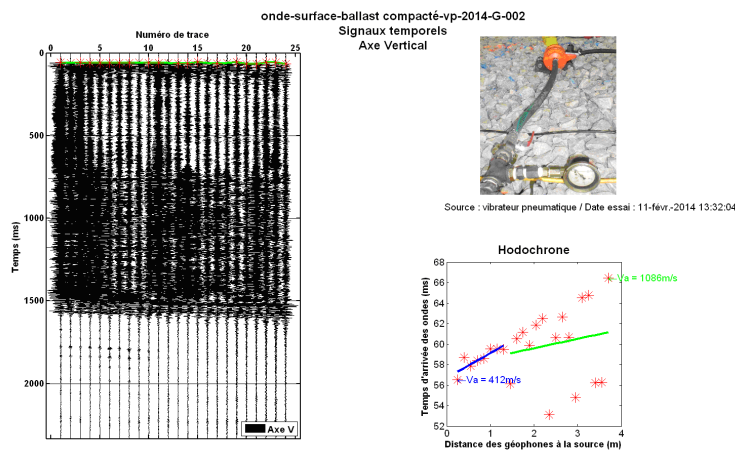 onde-surface-ballast compacté-vp-2014-G-002
Signaux temporels
Axe Vertical
Numéro de trace
0 5 10 15 20 25
0
500
1000
1500
2000
Temps (ms)
Axe V
Source : vibrateur pneumatique / Date essai : 11-févr.-2014 13:32:04
Hodochrone
68
66
64
62
60
58
56
54
52
Temps d'arrivée des ondes (ms)
Va = 1086m/s
Va = 412m/s
0 1 2 3 4
Distance des géophones à la source (m)